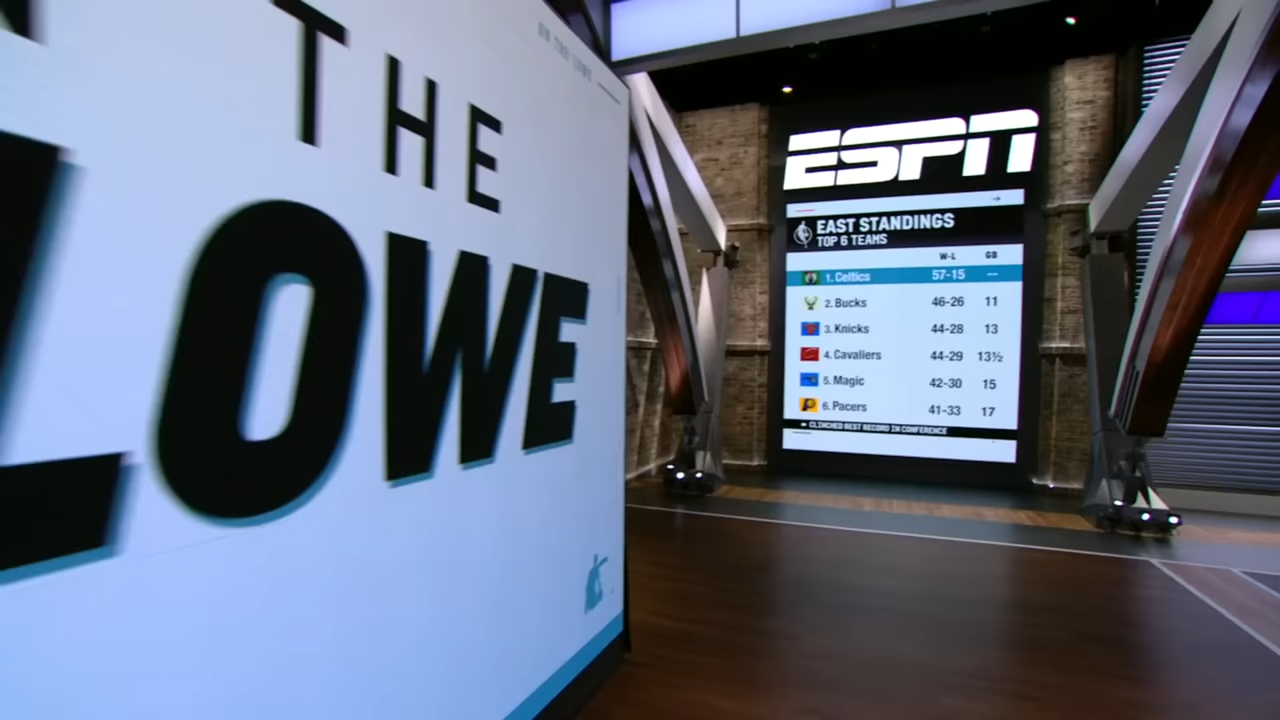 THE
LOWE
ESPN
EAST STANDINGS
TOP 6 TEAMS
W-L GB
1. Celtics 57-15 --
2. Bucks 46-26 11
3. Knicks 44-28 13
4. Cavaliers 44-29 13½
5. Magic 42-30 15
6. Pacers 41-33 17
CLINCHED BEST RECORD IN CONFERENCE